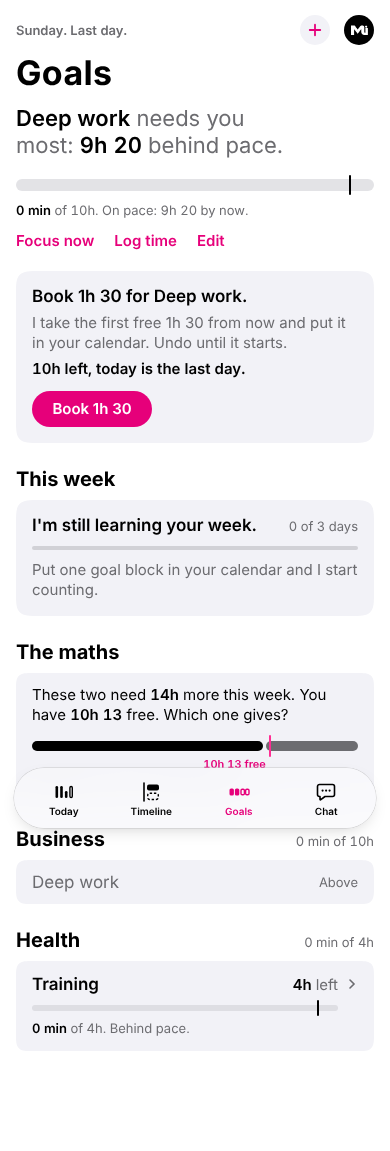 Sunday. Last day.
Goals
Deep work needs you
most: 9h 20 behind pace.
0 min of 10h. On pace: 9h 20 by now.
Focus now Log time Edit
Book 1h 30 for Deep work.
I take the first free 1h 30 from now and put it
in your calendar. Undo until it starts.
10h left, today is the last day.
Book 1h 30
This week
I'm still learning your week. 0 of 3 days
Put one goal block in your calendar and I start
counting.
The maths
These two need 14h more this week. You
have 10h 13 free. Which one gives?
10h 13 free
Today Timeline Goals Chat
Business 0 min of 10h
Deep work Above
Health 0 min of 4h
Training 4h left
0 min of 4h. Behind pace.